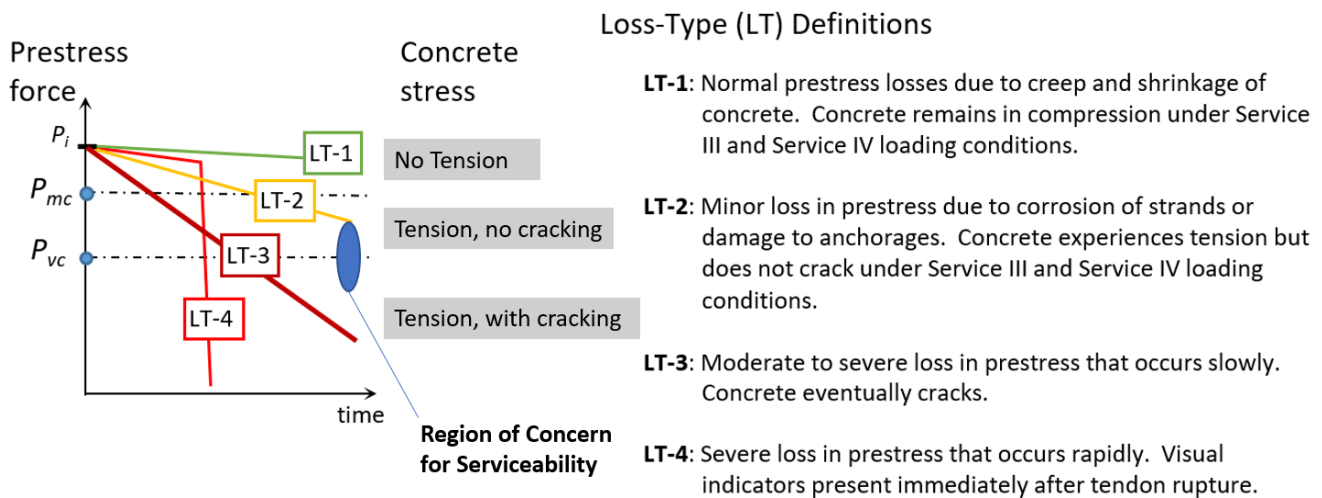 Loss-Type (LT) Definitions
Prestress
force
Concrete
stress
Pi
Pmc
Pvc
LT-1
LT-2
LT-3
LT-4
time
No Tension
Tension, no cracking
Tension, with cracking
Region of Concern
for Serviceability
LT-1: Normal prestress losses due to creep and shrinkage of
concrete. Concrete remains in compression under Service
III and Service IV loading conditions.
LT-2: Minor loss in prestress due to corrosion of strands or
damage to anchorages. Concrete experiences tension but
does not crack under Service III and Service IV loading
conditions.
LT-3: Moderate to severe loss in prestress that occurs slowly.
Concrete eventually cracks.
LT-4: Severe loss in prestress that occurs rapidly. Visual
indicators present immediately after tendon rupture.